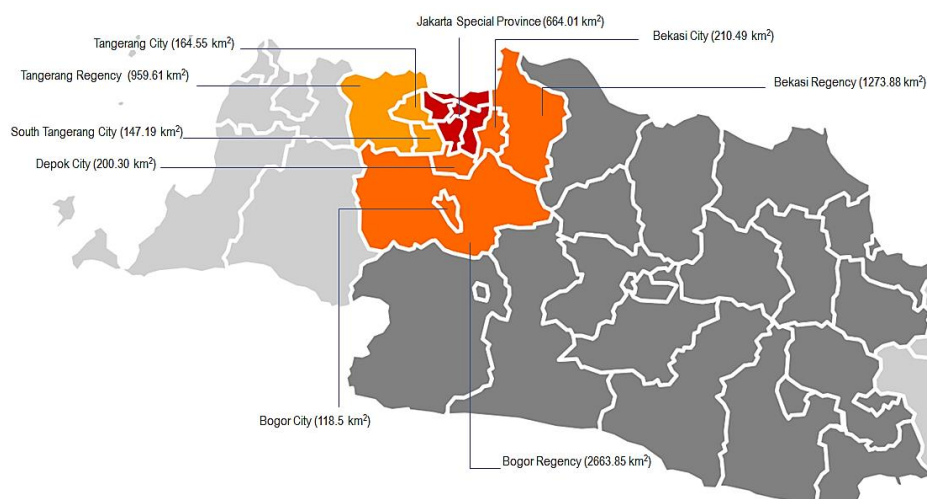 Jakarta Special Province (664.01 km²)
Tangerang City (164.55 km²)
Bekasi City (210.49 km²)
Tangerang Regency (959.61 km²)
Bekasi Regency (1273.88 km²)
South Tangerang City (147.19 km²)
Depok City (200.30 km²)
Bogor City (118.5 km²)
Bogor Regency (2663.85 km²)